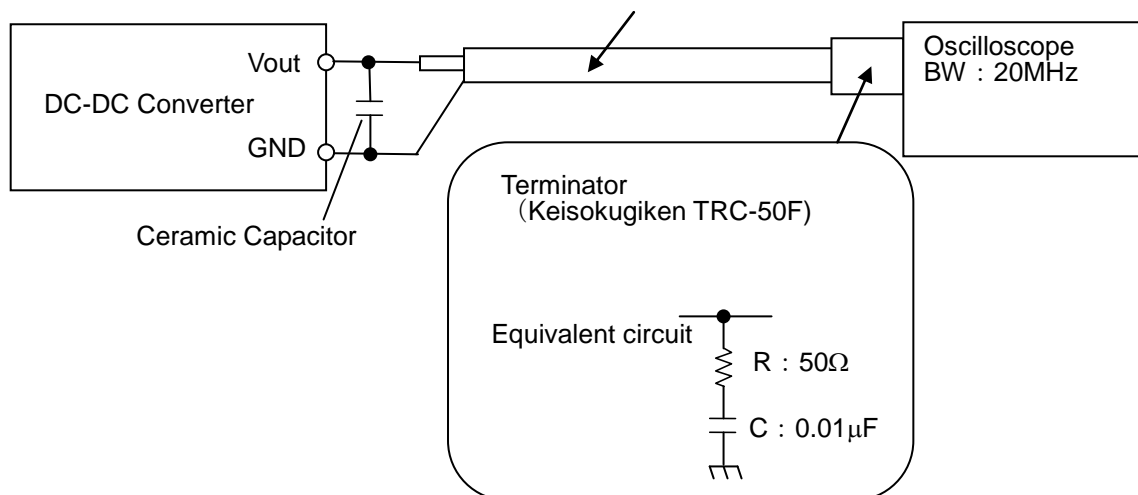 Vout
DC-DC Converter
GND
Ceramic Capacitor
Oscilloscope
BW：20MHz
Terminator
（Keisokugiken TRC-50F)
Equivalent circuit
R：50Ω
C：0.01μF